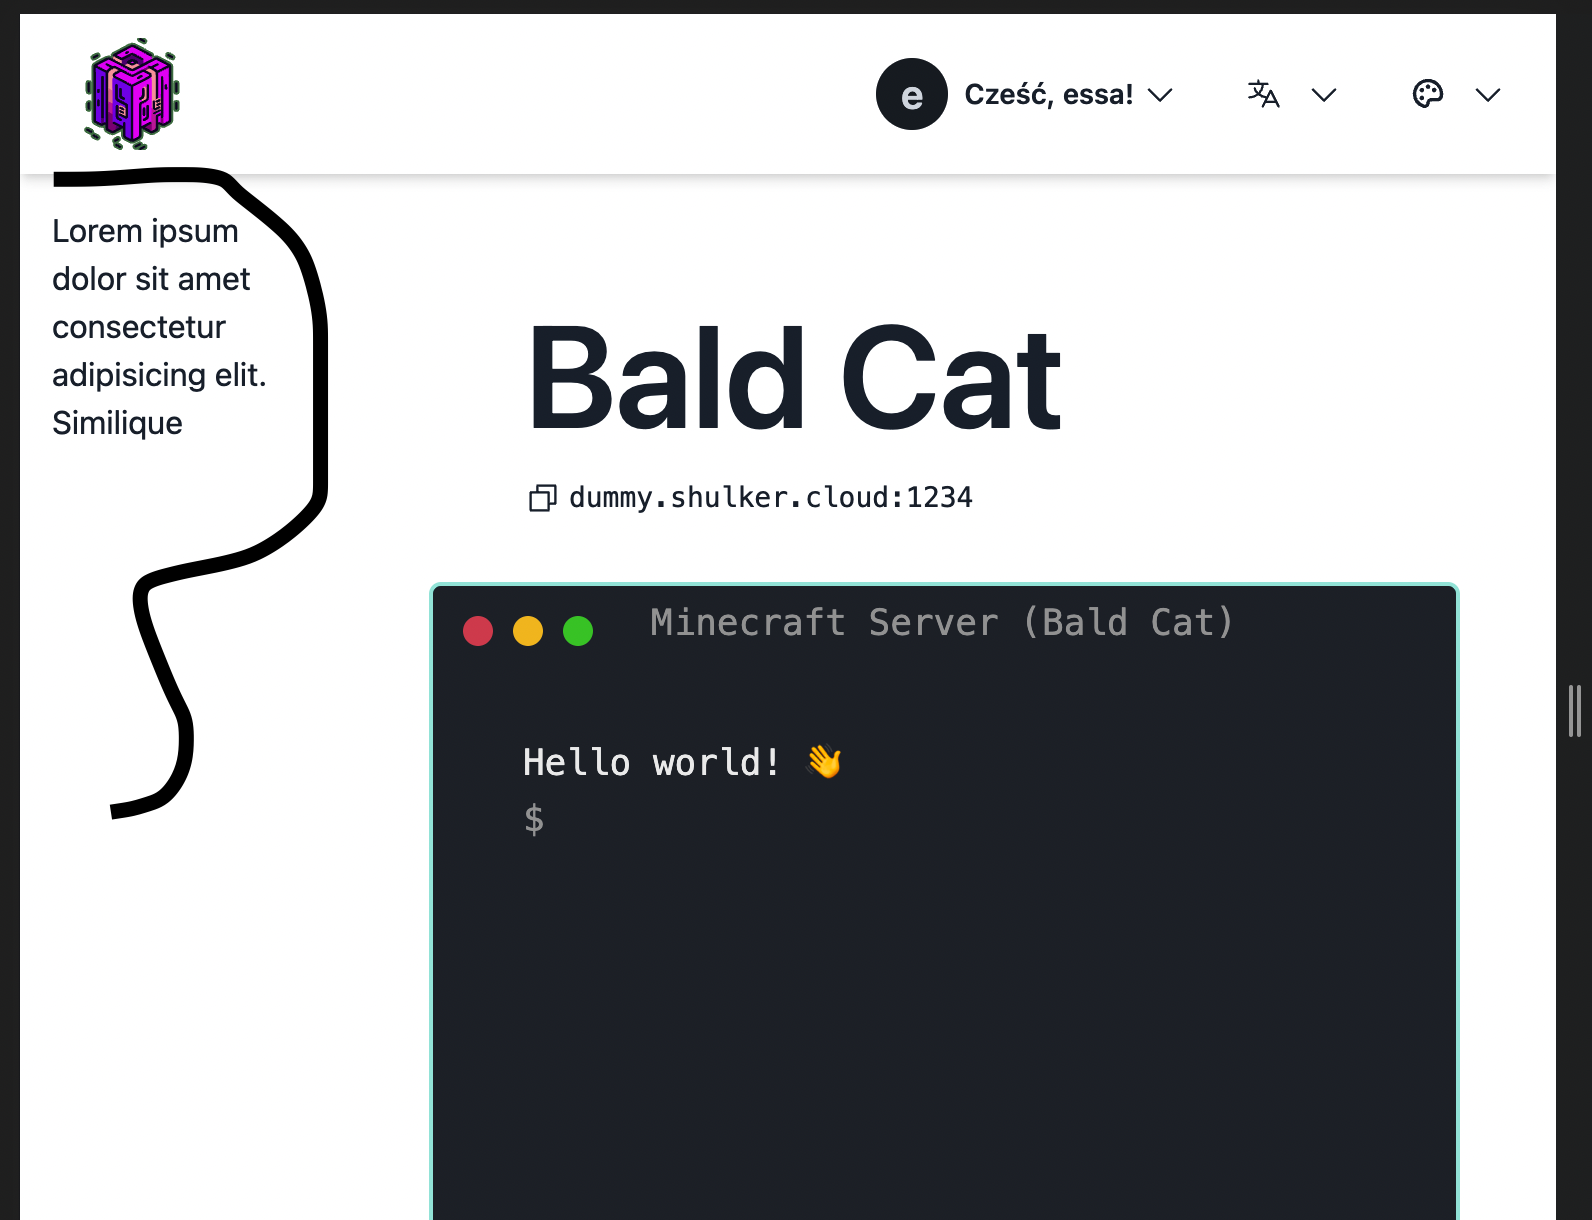 e Cześć, essa!
Lorem ipsum
dolor sit amet
consectetur
adipisicing elit.
Similique
Bald Cat
dummy.shulker.cloud:1234
Minecraft Server (Bald Cat)
Hello world! 👋
$